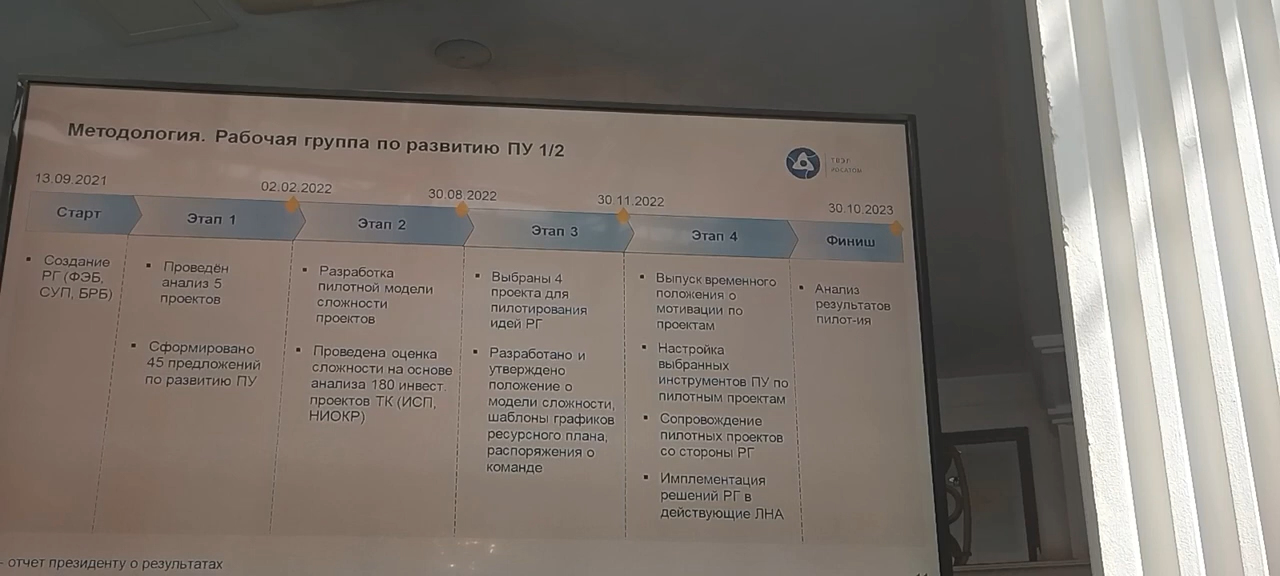 Методология. Рабочая группа по развитию ПУ 1/2
ТВЭЛ
РОСАТОМ
13.09.2021
02.02.2022
30.08.2022
30.11.2022
30.10.2023
Старт
Этап 1
Этап 2
Этап 3
Этап 4
Финиш
▪ Создание
РГ (ФЭБ,
СУП, БРБ)
▪ Проведён
анализ 5
проектов
▪ Сформировано
45 предложений
по развитию ПУ
▪ Разработка
пилотной модели
сложности
проектов
▪ Проведена оценка
сложности на основе
анализа 180 инвест.
проектов ТК (ИСП,
НИОКР)
▪ Выбраны 4
проекта для
пилотирования
идей РГ
▪ Разработано и
утверждено
положение о
модели сложности,
шаблоны графиков
ресурсного плана,
распоряжения о
команде
▪ Выпуск временного
положения о
мотивации по
проектам
▪ Настройка
выбранных
инструментов ПУ по
пилотным проектам
▪ Сопровождение
пилотных проектов
со стороны РГ
▪ Имплементация
решений РГ в
действующие ЛНА
▪ Анализ
результатов
пилот-ия
- отчет президенту о результатах